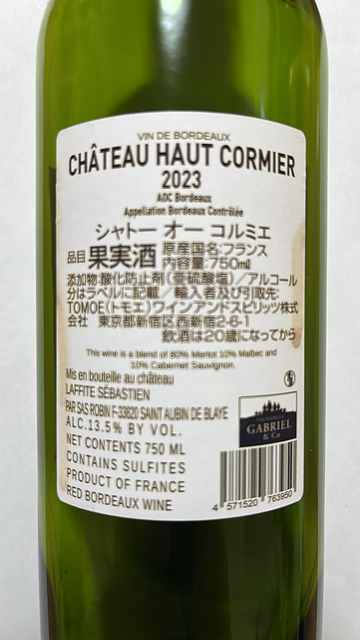 VIN DE BORDEAUX
CHÂTEAU HAUT CORMIER
2023
AOC Bordeaux
Appellation Bordeaux Contrôlée
シャトー オー コルミエ
品目 果実酒 原産国名:フランス
内容量:750ml
添加物:酸化防止剤(亜硫酸塩)/アルコール
分はラベルに記載/輸入者及び引取先:
TOMOE(トモエ)ワインアンドスピリッツ株式
会社 東京都新宿区西新宿2-6-1
飲酒は20歳になってから
This wine is a blend of 80% Merlot 10% Malbec and
10% Cabernet Sauvignon.
Mis en bouteille au château
LAFFITE SÉBASTIEN
PAR SAS ROBIN F-33820 SAINT AUBIN DE BLAYE
ALC.13.5% BY VOL.
NET CONTENTS 750 ML
CONTAINS SULFITES
PRODUCT OF FRANCE
RED BORDEAUX WINE
GABRIEL
& Co
4 571520 763950